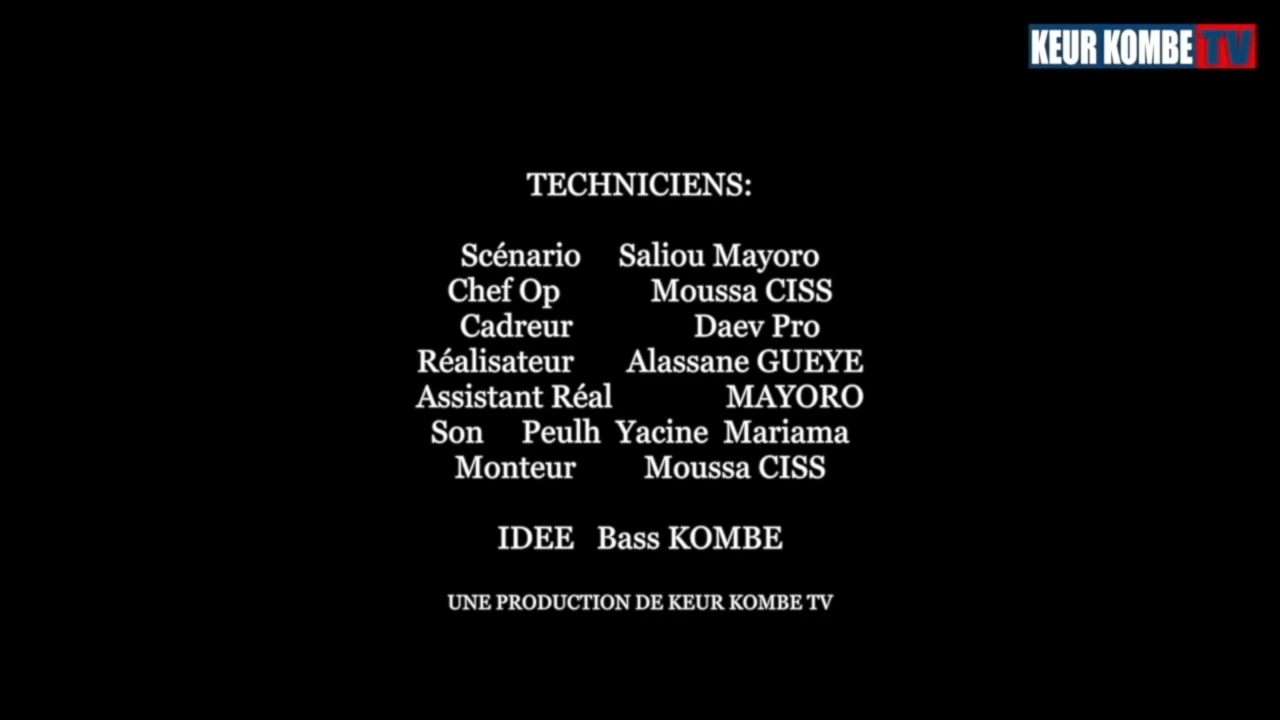 KEUR KOMBE TV
TECHNICIENS:
Scénario Saliou Mayoro
Chef Op Moussa CISS
Cadreur Daev Pro
Réalisateur Alassane GUEYE
Assistant Réal MAYORO
Son Peulh Yacine Mariama
Monteur Moussa CISS
IDEE Bass KOMBE
UNE PRODUCTION DE KEUR KOMBE TV